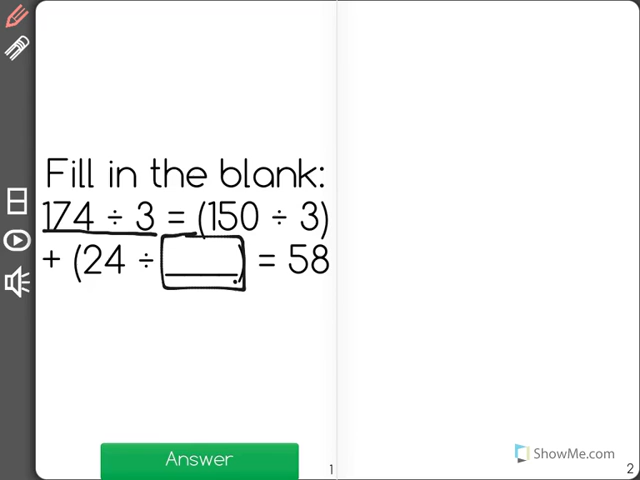 Fill in the blank:
174 ÷ 3 = (150 ÷ 3)
+ (24 ÷ ____) = 58
Answer
1
ShowMe.com
2